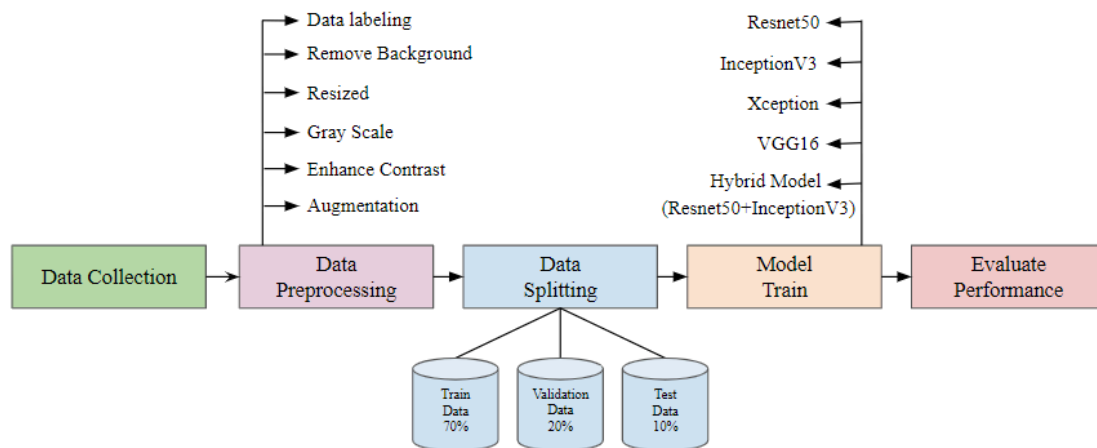 Data labeling
Remove Background
Resized
Gray Scale
Enhance Contrast
Augmentation
Resnet50
InceptionV3
Xception
VGG16
Hybrid Model
(Resnet50+InceptionV3)
Data Collection
Data
Preprocessing
Data
Splitting
Model
Train
Evaluate
Performance
Train
Data
70%
Validation
Data
20%
Test
Data
10%